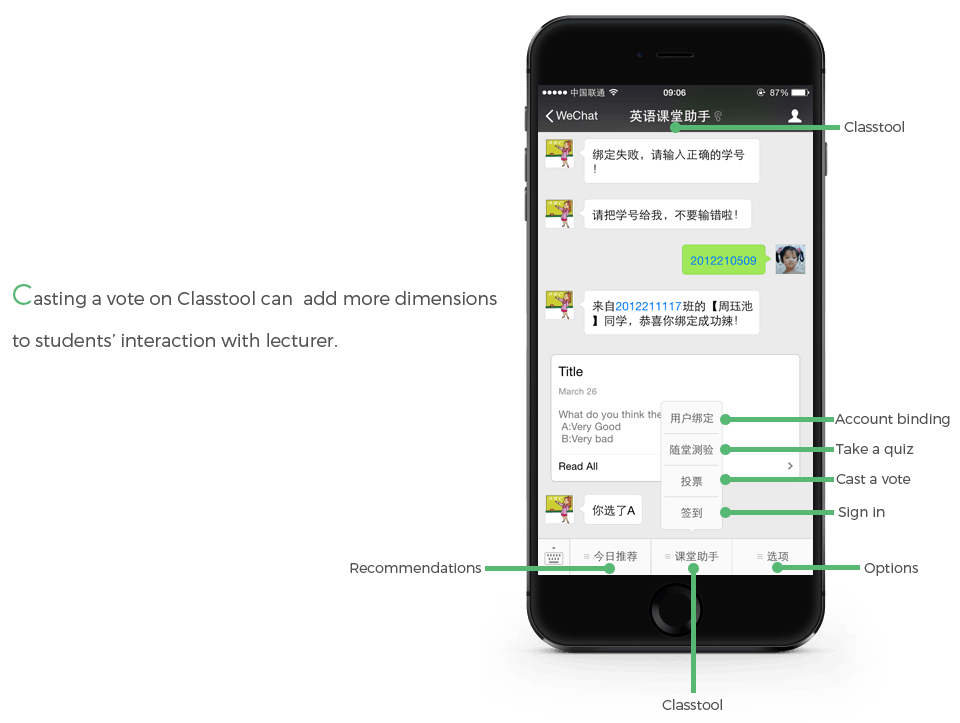 中国联通 09:06 87%
WeChat 英语课堂助手
Classtool
绑定失败，请输入正确的学号
！
请把学号给我，不要输错啦！
2012210509
Casting a vote on Classtool can add more dimensions
to students’ interaction with lecturer.
来自2012211117班的【周珏池
】同学，恭喜你绑定成功辣！
Title
March 26
What do you think the
A:Very Good
B:Very bad
Read All
用户绑定
Account binding
随堂测验
Take a quiz
投票
Cast a vote
签到
Sign in
你选了A
今日推荐
课堂助手
选项
Recommendations
Options
Classtool